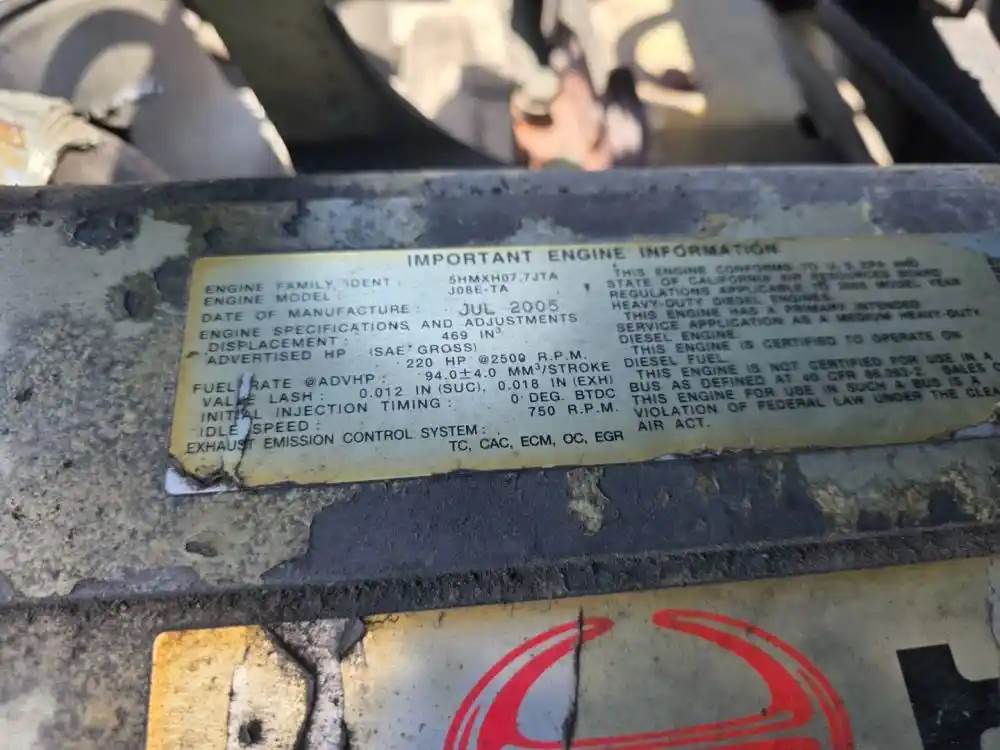 IMPORTANT ENGINE INFORMATION
ENGINE FAMILY IDENT : 5HMXH07.7JTA
ENGINE MODEL : J08E-TA
DATE OF MANUFACTURE : JUL 2005
ENGINE SPECIFICATIONS AND ADJUSTMENTS
DISPLACEMENT : 469 IN³
ADVERTISED HP (SAE GROSS)
220 HP @2500 R.P.M.
FUEL RATE @ADVHP : 94.0±4.0 MM³/STROKE
VALVE LASH : 0.012 IN (SUC), 0.018 IN (EXH)
INITIAL INJECTION TIMING : 0 DEG. BTDC
IDLE SPEED : 750 R.P.M.
EXHAUST EMISSION CONTROL SYSTEM :
TC, CAC, ECM, OC, EGR
THIS ENGINE CONFORMS TO U.S. EPA AND
STATE OF CALIFORNIA AIR RESOURCES BOARD
REGULATIONS APPLICABLE TO 2005 MODEL YEAR
HEAVY-DUTY DIESEL ENGINES.
THIS ENGINE HAS A PRIMARY INTENDED
SERVICE APPLICATION AS A MEDIUM HEAVY-DUTY
DIESEL ENGINE.
THIS ENGINE IS CERTIFIED TO OPERATE ON
DIESEL FUEL.
THIS ENGINE IS NOT CERTIFIED FOR USE IN A
BUS AS DEFINED AT 40 CFR SALES OF
THIS ENGINE FOR USE IN SUCH A BUS IS A
VIOLATION OF FEDERAL LAW UNDER THE CLEA
AIR ACT.